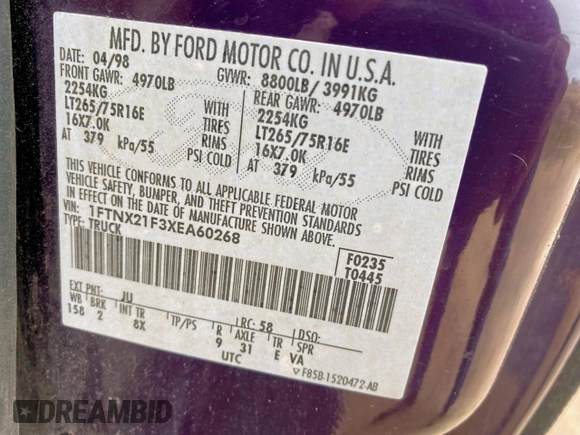 MFD. BY FORD MOTOR CO. IN U.S.A.
DATE: 04/98 GVWR: 8800LB/ 3991KG
FRONT GAWR: 4970LB REAR GAWR: 4970LB
2254KG WITH 2254KG WITH
LT265/75R16E TIRES LT265/75R16E TIRES
16X7.0K RIMS 16X7.0K RIMS
AT 379 kPa/55 PSI COLD AT 379 kPa/55 PSI COLD
THIS VEHICLE CONFORMS TO ALL APPLICABLE FEDERAL MOTOR
VEHICLE SAFETY, BUMPER, AND THEFT PREVENTION STANDARDS
IN EFFECT ON THE DATE OF MANUFACTURE SHOWN ABOVE.
VIN: 1FTNX21F3XEA60268
TYPE: TRUCK
F0235
T0445
EXT PNT: JU RC: 58 DSO:
WB BRK INT TR TP/PS R AXLE TR SPR
158 2 8X 9 31 E VA
UTC
▽ F85B-1520472-AB
DREAMBID